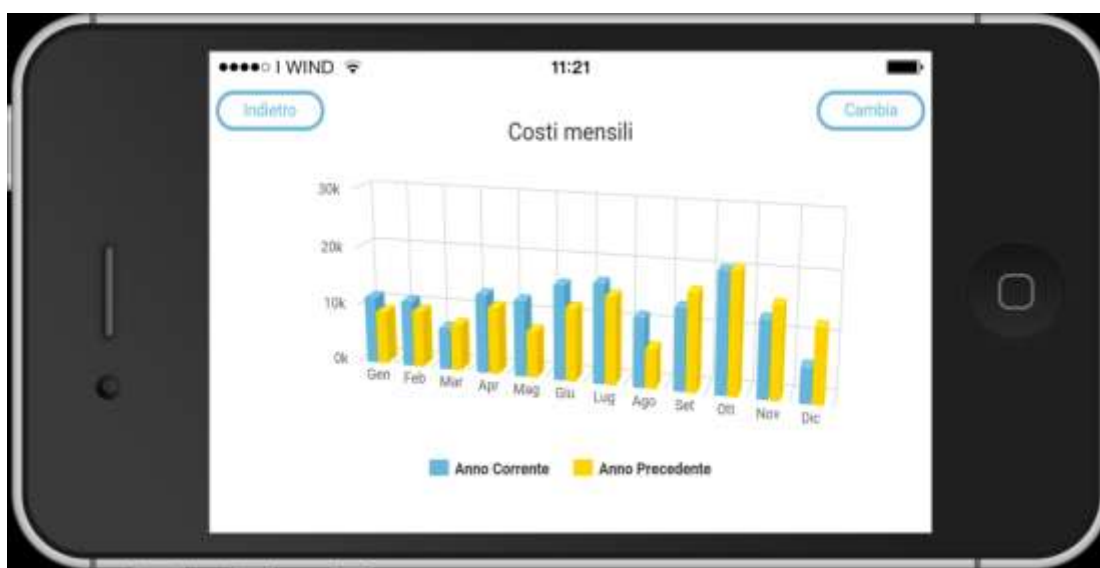 I WIND 11:21
Indietro
Cambia
Costi mensili
30k
20k
10k
0k
Gen Feb Mar Apr Mag Giu Lug Ago Set Ott Nov Dic
Anno Corrente Anno Precedente